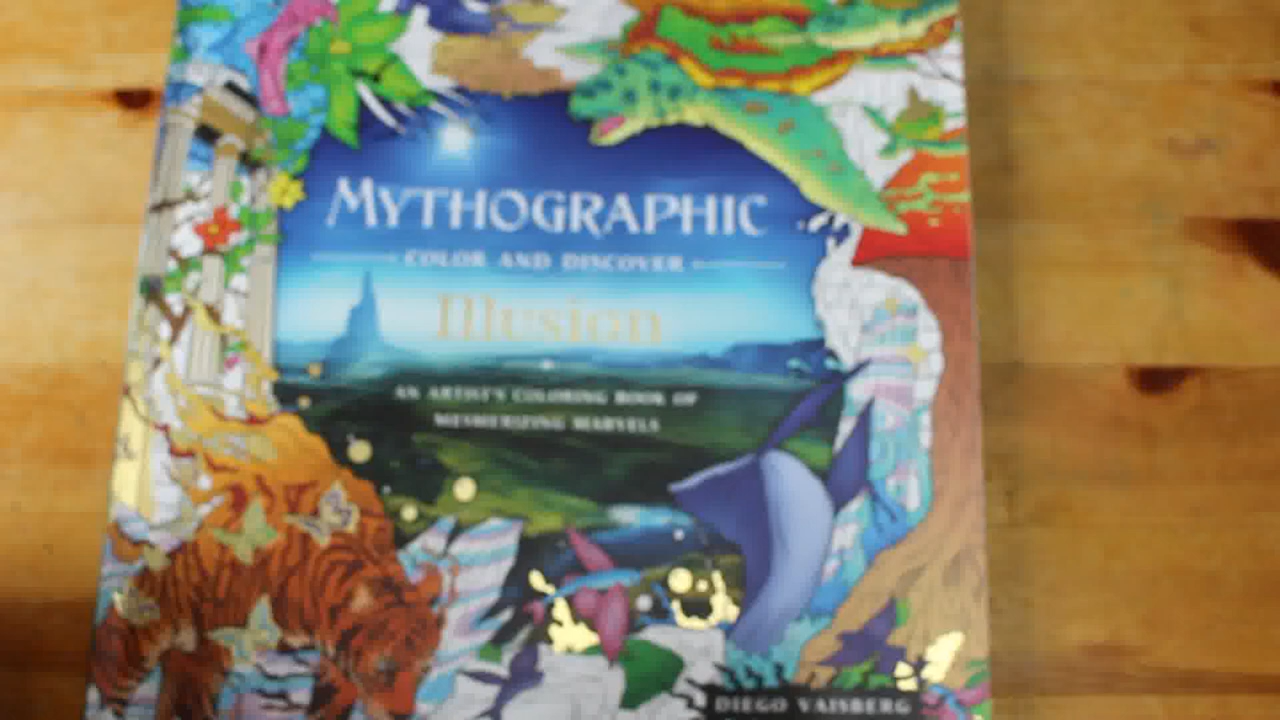 MYTHOGRAPHIC
COLOR AND DISCOVER
Illusion
AN ARTIST'S COLORING BOOK OF
MESMERIZING MARVELS
DIEGO VAISBERG